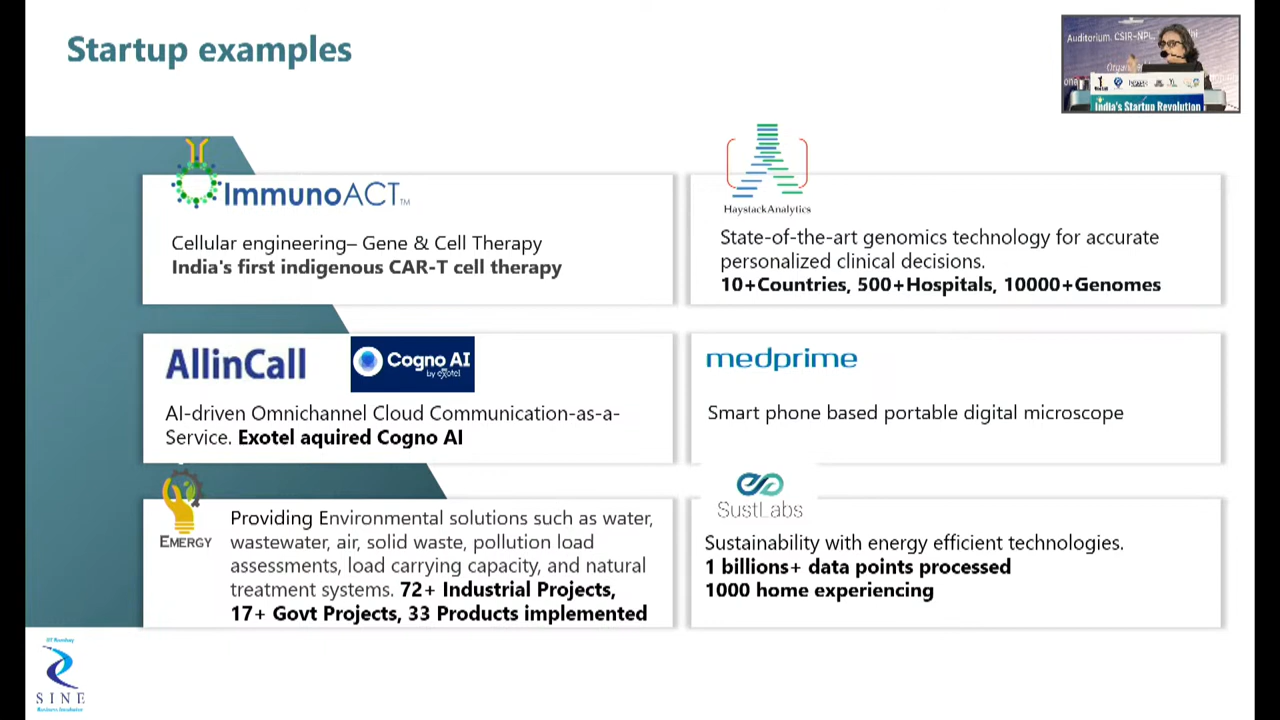 Startup examples
Auditorium, CSIR-NPL
India's Startup Revolution
ImmunoACT TM
Cellular engineering– Gene & Cell Therapy
India's first indigenous CAR-T cell therapy
HaystackAnalytics
State-of-the-art genomics technology for accurate
personalized clinical decisions.
10+Countries, 500+Hospitals, 10000+Genomes
AllinCall
Cogno AI
by exotel
AI-driven Omnichannel Cloud Communication-as-a-
Service. Exotel aquired Cogno AI
medprime
Smart phone based portable digital microscope
EMERGY
Providing Environmental solutions such as water,
wastewater, air, solid waste, pollution load
assessments, load carrying capacity, and natural
treatment systems. 72+ Industrial Projects,
17+ Govt Projects, 33 Products implemented
SustLabs
Sustainability with energy efficient technologies.
1 billions+ data points processed
1000 home experiencing
IIT Bombay
SINE
Business Incubator